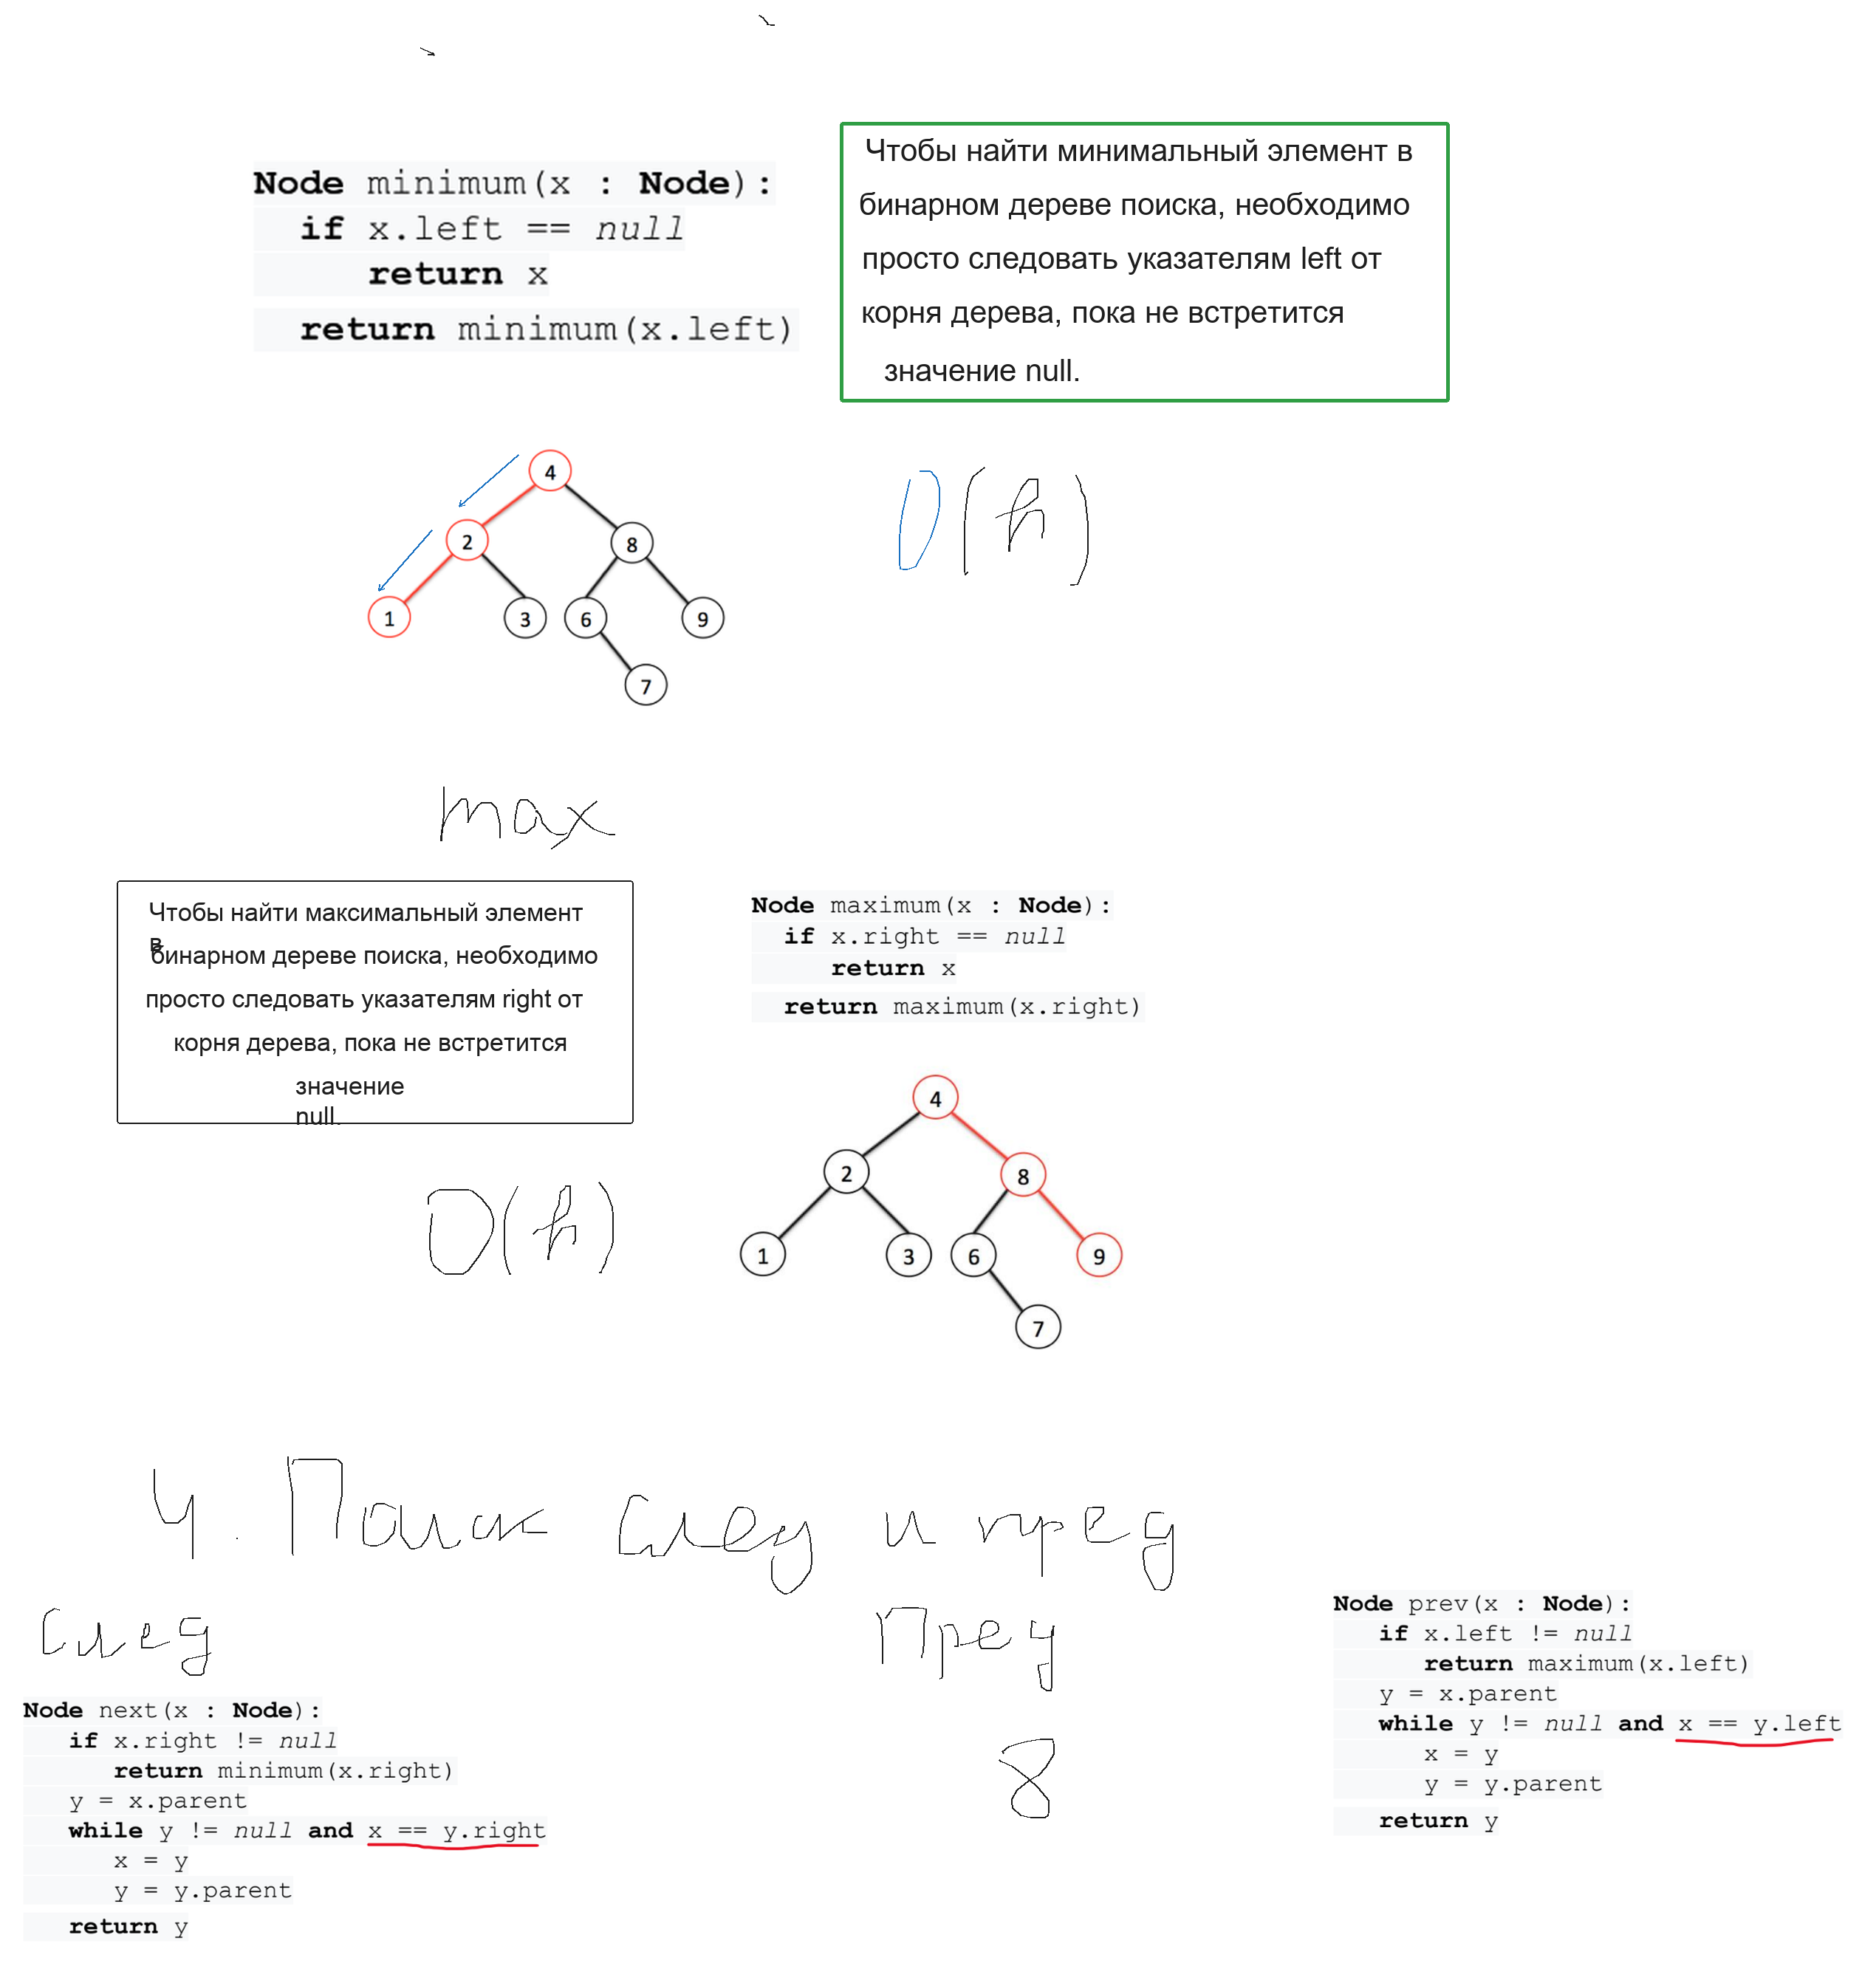 Node minimum(x : Node):
if x.left == null
return x
return minimum(x.left)
Чтобы найти минимальный элемент в
бинарном дереве поиска, необходимо
просто следовать указателям left от
корня дерева, пока не встретится
значение null.
4
2
8
1
3
6
9
7
O(h)
max
Чтобы найти максимальный элемент
в
бинарном дереве поиска, необходимо
просто следовать указателям right от
корня дерева, пока не встретится
значение
null.
O(h)
Node maximum(x : Node):
if x.right == null
return x
return maximum(x.right)
4
2
8
1
3
6
9
7
4. Поиск след и пред
След
Node next(x : Node):
if x.right != null
return minimum(x.right)
y = x.parent
while y != null and x == y.right
x = y
y = y.parent
return y
Пред
8
Node prev(x : Node):
if x.left != null
return maximum(x.left)
y = x.parent
while y != null and x == y.left
x = y
y = y.parent
return y